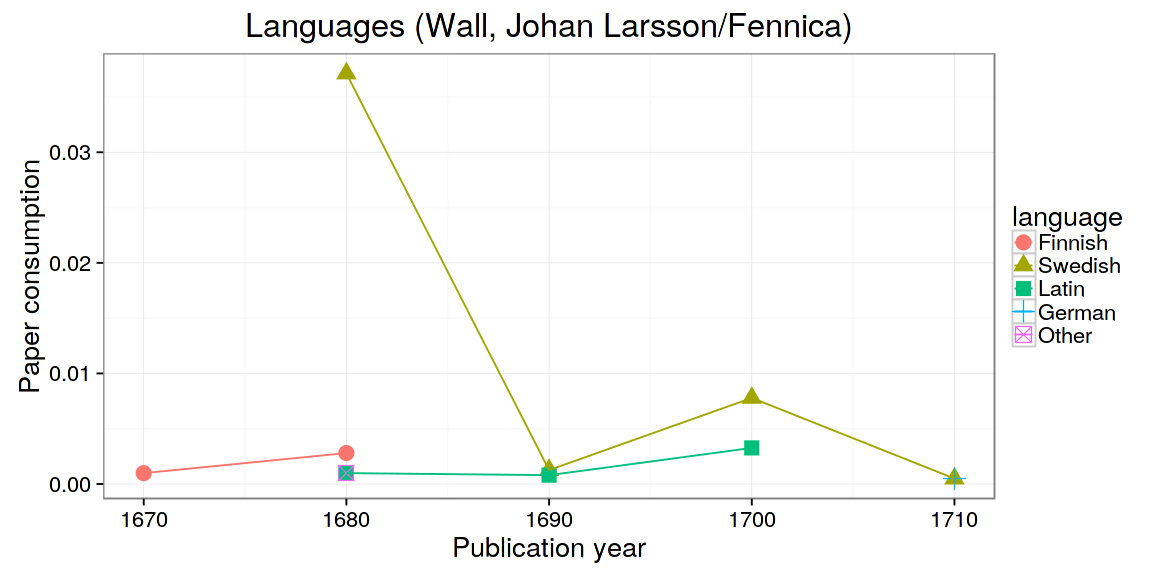 Languages (Wall, Johan Larsson/Fennica)
Paper consumption
0.03
0.02
0.01
0.00
1670 1680 1690 1700 1710
Publication year
language
Finnish
Swedish
Latin
German
Other